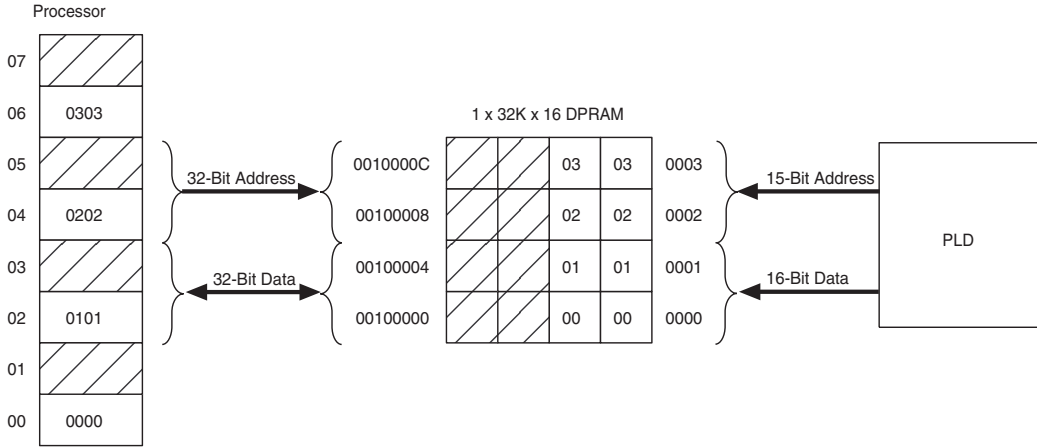 Processor
07
06 0303
05
04 0202
03
02 0101
01
00 0000
32-Bit Address
32-Bit Data
1 x 32K x 16 DPRAM
0010000C 03 03 0003
00100008 02 02 0002
00100004 01 01 0001
00100000 00 00 0000
15-Bit Address
16-Bit Data
PLD